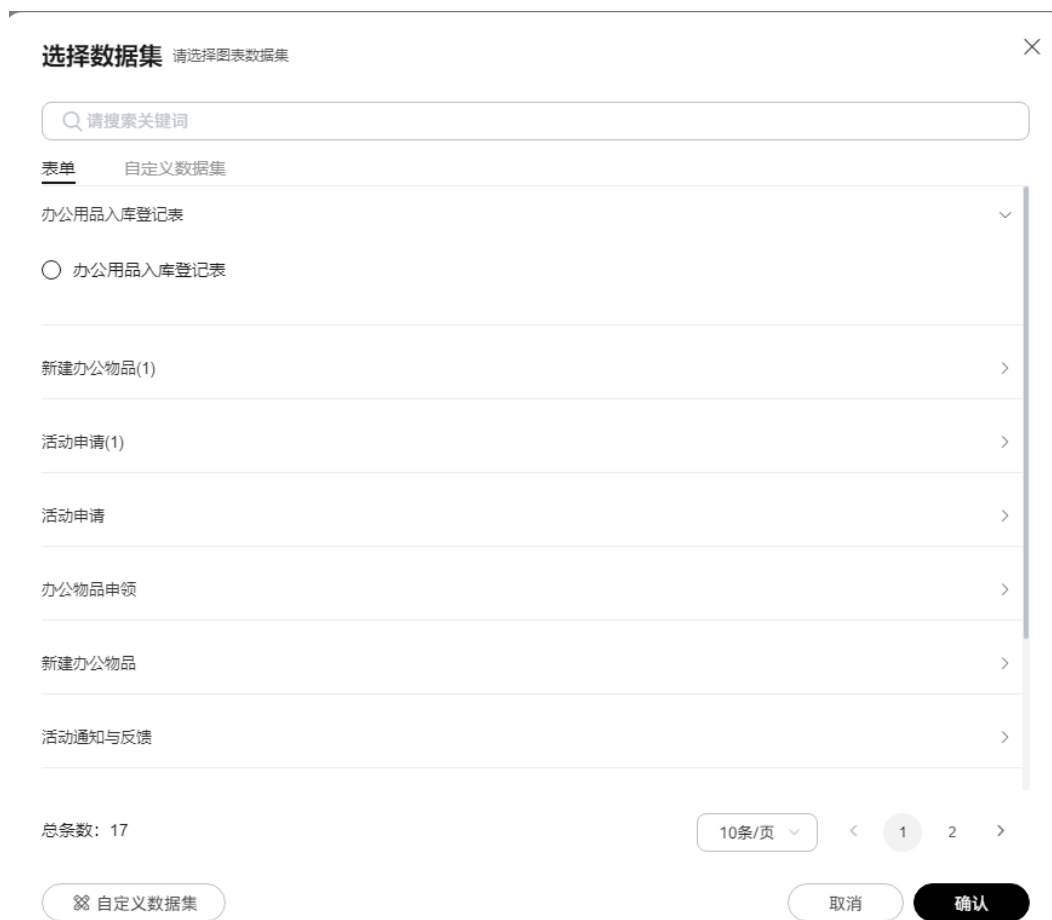 选择数据集 请选择图表数据集
请搜索关键词
表单 自定义数据集
办公用品入库登记表
办公用品入库登记表
新建办公物品(1)
活动申请(1)
活动申请
办公物品申领
新建办公物品
活动通知与反馈
总条数：17 10条/页 1 2
自定义数据集 取消 确认